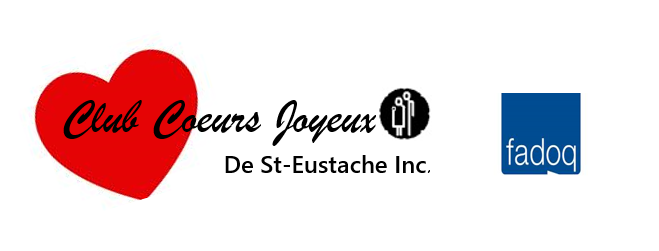 Club Coeurs Joyeux
De St-Eustache Inc.
fadoq